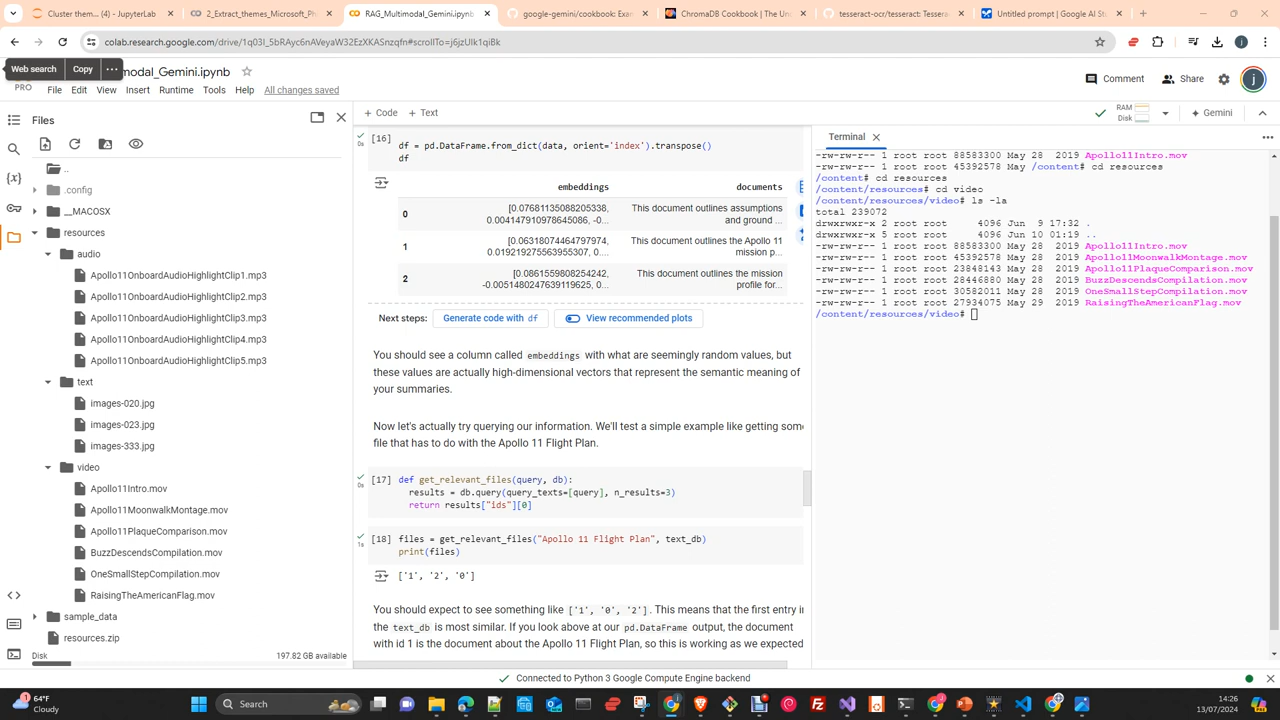 Cluster them... (4) - JupyterLab
2_Extract_themes_Microsoft_Ph
RAG_Multimodal_Gemini.ipynb
google-gemini/cookbook: Exam
ChromaDB Cookbook | The Un
tesseract-ocr/tesseract: Tessera
Untitled prompt | Google AI St
colab.research.google.com/drive/1q03l_5bRAyc6nAVeyaW32EzXKASnzqfn#scrollTo=j6jzUlk1qiBk
Web search
Copy
modal_Gemini.ipynb
PRO
File
Edit
View
Insert
Runtime
Tools
Help
All changes saved
Comment
Share
j
Files
+ Code
+ Text
RAM
Disk
Gemini
..
.config
__MACOSX
resources
audio
Apollo11OnboardAudioHighlightClip1.mp3
Apollo11OnboardAudioHighlightClip2.mp3
Apollo11OnboardAudioHighlightClip3.mp3
Apollo11OnboardAudioHighlightClip4.mp3
Apollo11OnboardAudioHighlightClip5.mp3
text
images-020.jpg
images-023.jpg
images-333.jpg
video
Apollo11Intro.mov
Apollo11MoonwalkMontage.mov
Apollo11PlaqueComparison.mov
BuzzDescendsCompilation.mov
OneSmallStepCompilation.mov
RaisingTheAmericanFlag.mov
sample_data
resources.zip
Disk
197.82 GB available
[16]
0s
df = pd.DataFrame.from_dict(data, orient='index').transpose()
df
embeddings documents
0 [0.07681135088205338, This document outlines assumptions
0.004147910978645086, -0... and ground ...
1 [0.06318074464797974, This document outlines the Apollo 11
0.019219275563955307, 0.... mission p...
2 [0.0861559808254242, This document outlines the mission
0.0051480247639119625, 0... profile for...
Next steps:
Generate code with df
View recommended plots
You should see a column called embeddings with what are seemingly random values, but
these values are actually high-dimensional vectors that represent the semantic meaning of
your summaries.
Now let's actually try querying our information. We'll test a simple example like getting some
file that has to do with the Apollo 11 Flight Plan.
[17] def get_relevant_files(query, db):
0s
results = db.query(query_texts=[query], n_results=3)
return results["ids"][0]
[18] files = get_relevant_files("Apollo 11 Flight Plan", text_db)
1s
print(files)
['1', '2', '0']
You should expect to see something like ['1', '0', '2']. This means that the first entry in
the text_db is most similar. If you look above at our pd.DataFrame output, the document
with id 1 is the document about the Apollo 11 Flight Plan, so this is working as we expected
Terminal
-rw-rw-r-- 1 root root 88583300 May 28 2019 Apollo11Intro.mov
-rw-rw-r-- 1 root root 45392578 May /content# cd resources
/content# cd resources
/content/resources# cd video
/content/resources/video# ls -la
total 239072
drwxrwxr-x 2 root root 4096 Jun 9 17:32 .
drwxrwxr-x 5 root root 4096 Jun 10 01:19 ..
-rw-rw-r-- 1 root root 88583300 May 28 2019 Apollo11Intro.mov
-rw-rw-r-- 1 root root 45392578 May 28 2019 Apollo11MoonwalkMontage.mov
-rw-rw-r-- 1 root root 23848143 May 28 2019 Apollo11PlaqueComparison.mov
-rw-rw-r-- 1 root root 28446880 May 28 2019 BuzzDescendsCompilation.mov
-rw-rw-r-- 1 root root 30582011 May 28 2019 OneSmallStepCompilation.mov
-rw-rw-r-- 1 root root 27934075 May 29 2019 RaisingTheAmericanFlag.mov
/content/resources/video#
Connected to Python 3 Google Compute Engine backend
64°F
Cloudy
Search
14:26
13/07/2024